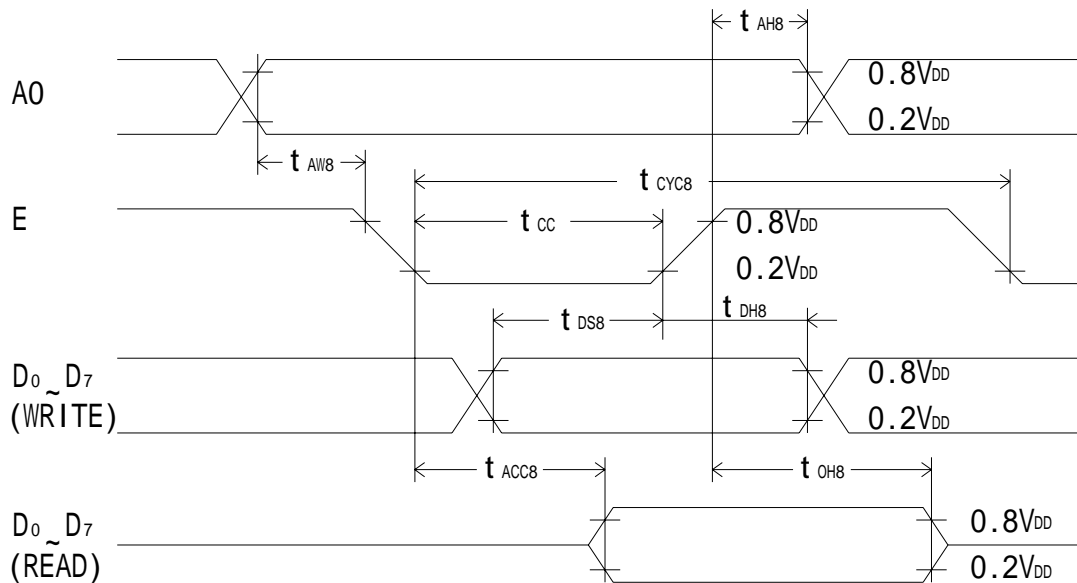 t AH8
A0
0.8VDD
0.2VDD
t AW8
t CYC8
E
t CC
0.8VDD
0.2VDD
t DS8
t DH8
D0 ~ D7
(WRITE)
0.8VDD
0.2VDD
t ACC8
t OH8
D0 ~ D7
(READ)
0.8VDD
0.2VDD